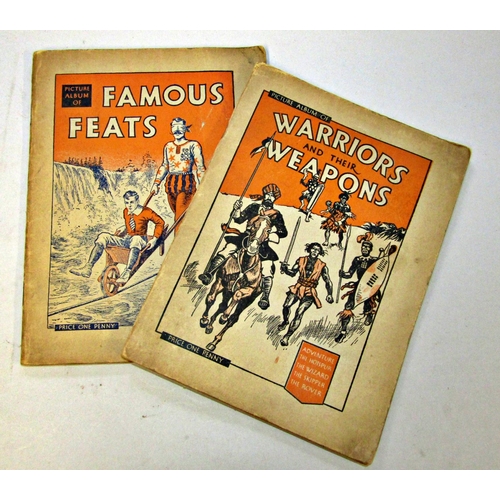 PICTURE
ALBUM
OF
FAMOUS
FEATS
PRICE ONE PENNY
PICTURE ALBUM OF
WARRIORS
AND THEIR
WEAPONS
PRICE ONE PENNY
ADVENTURE
THE HOTSPUR
THE WIZARD
THE SKIPPER
THE ROVER